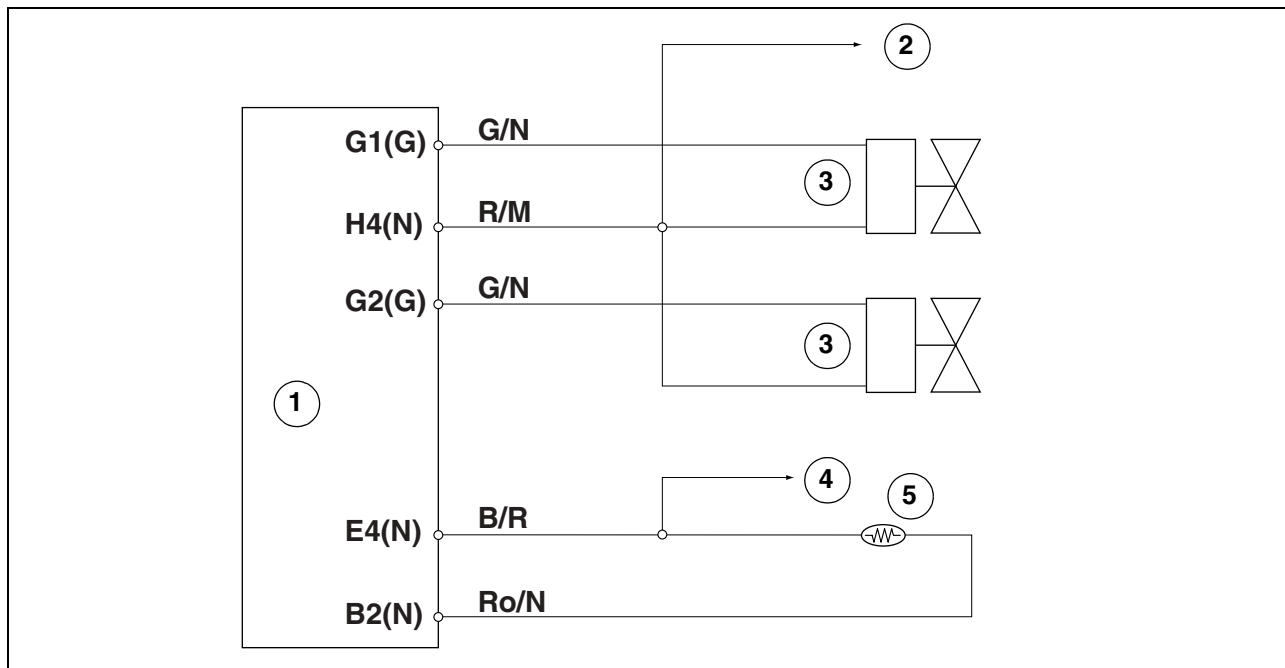 2
G1(G) G/N
3
H4(N) R/M
G2(G) G/N
3
1
4
5
E4(N) B/R
B2(N) Ro/N